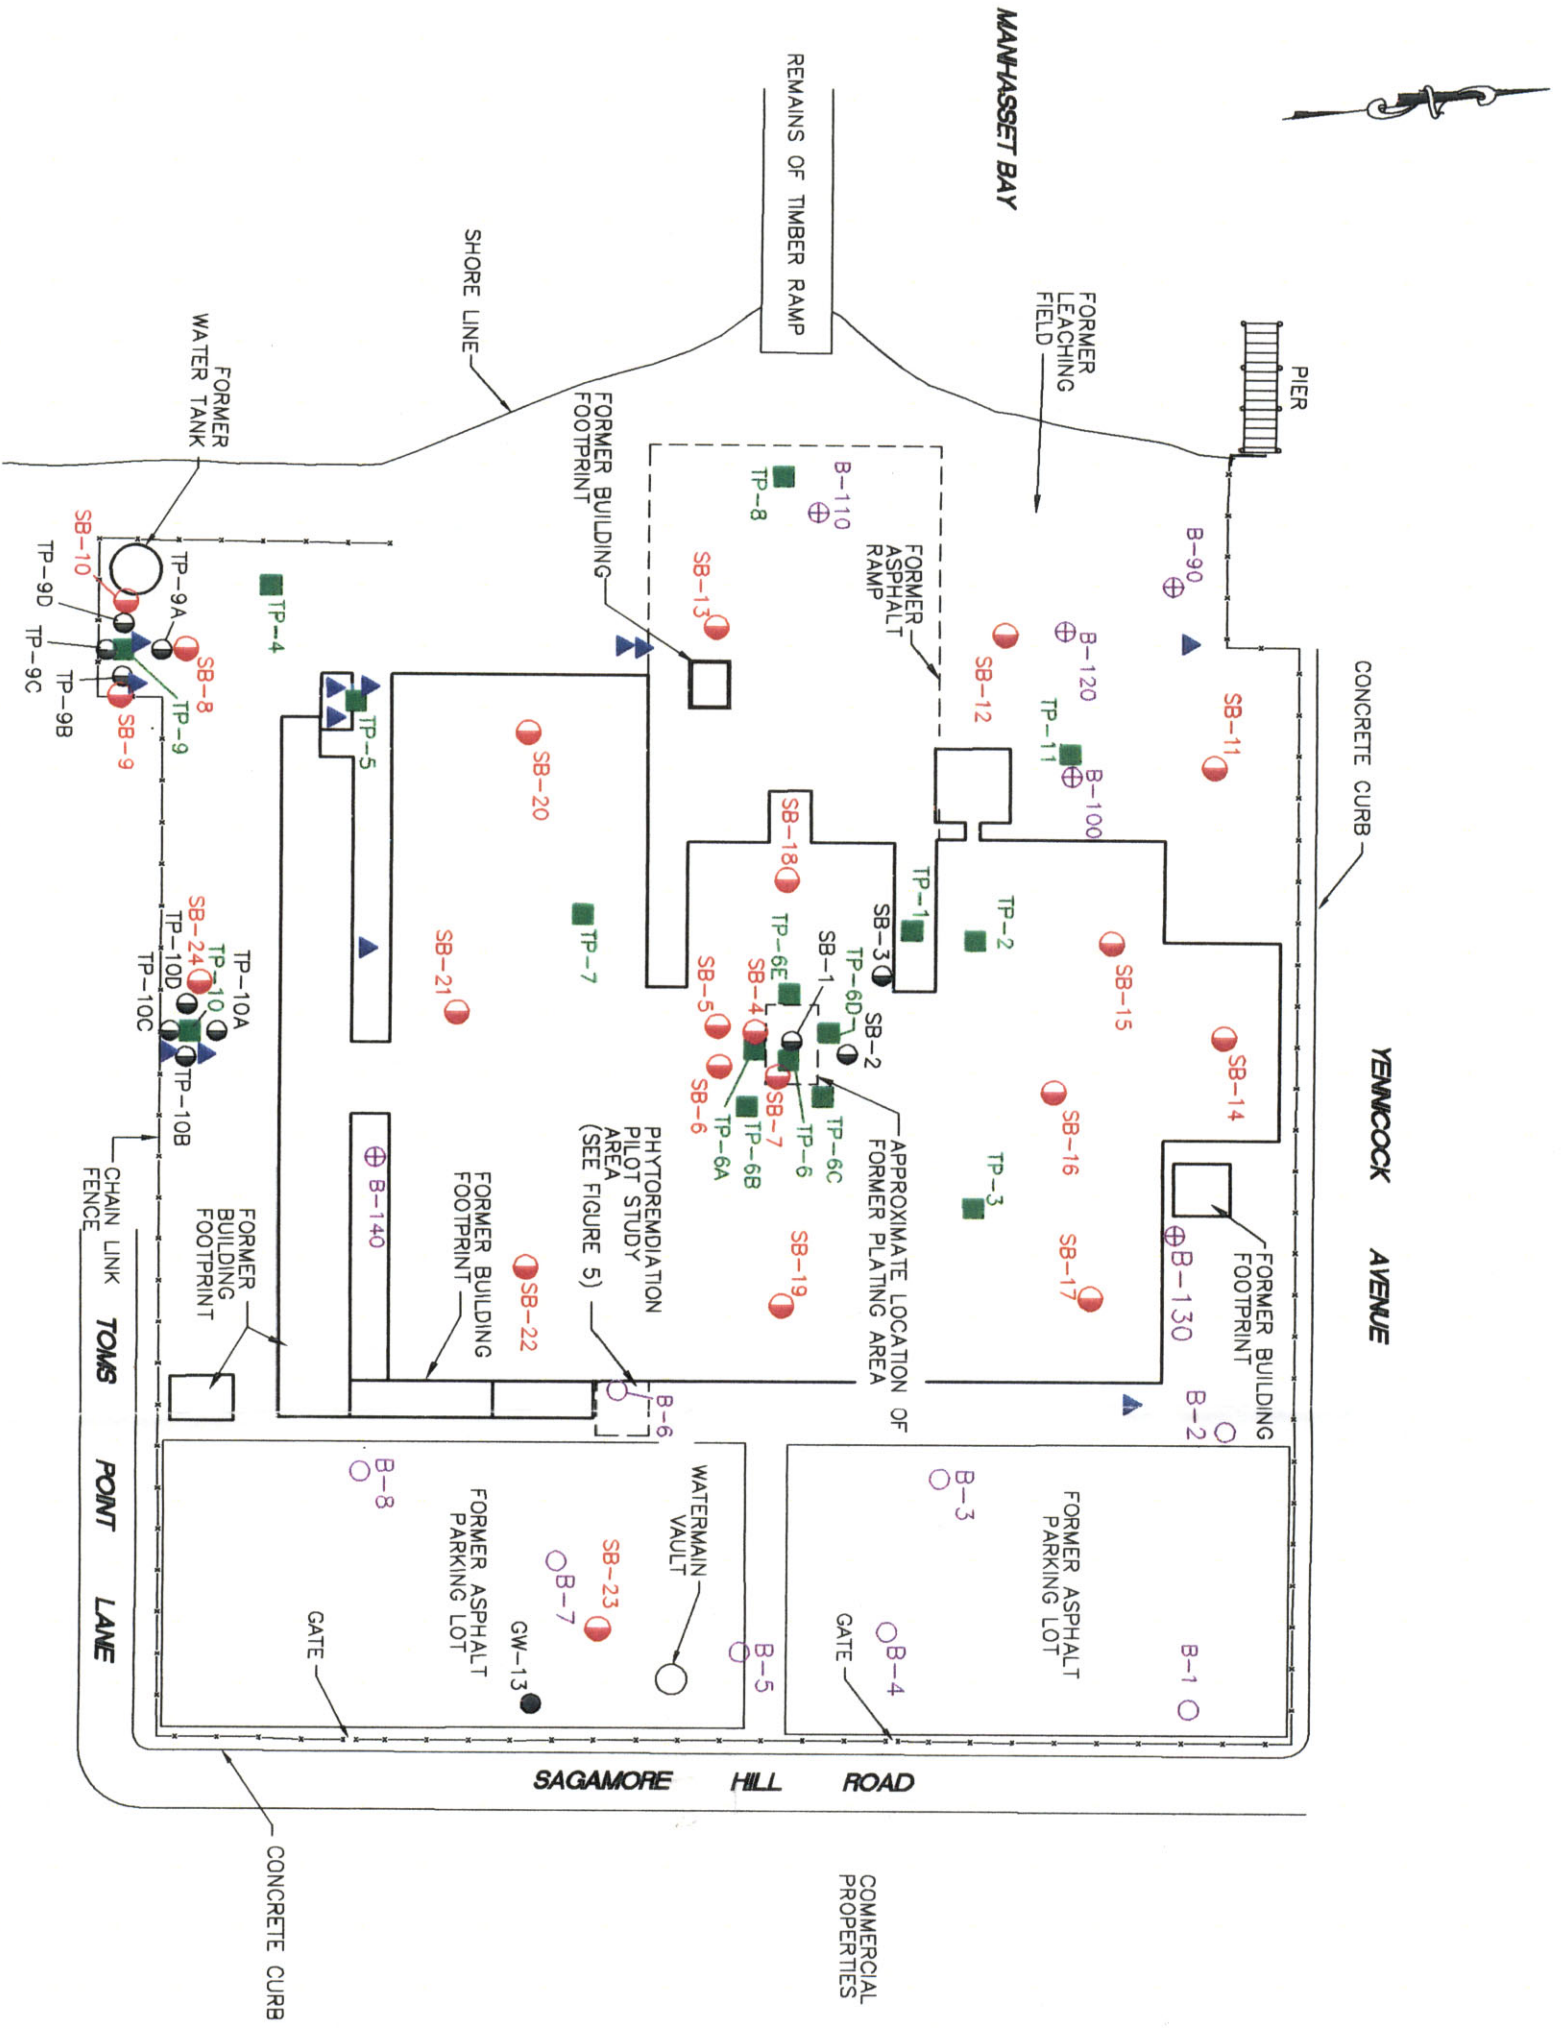 MANHASSET BAY
REMAINS OF TIMBER RAMP
SHORE LINE
FORMER
WATER TANK
PIER
FORMER
LEACHING
FIELD
CONCRETE CURB
YENNICOCK AVENUE
B-90
B-110
TP-8
SB-13
FORMER
ASPHALT
RAMP
FORMER BUILDING
FOOTPRINT
B-120
SB-12
SB-11
TP-11
B-100
SB-10
TP-9D
TP-9A
TP-9C
TP-9B
SB-8
TP-9
SB-9
TP-4
TP-5
SB-20
SB-18
TP-1
TP-2
SB-3
SB-15
SB-14
SB-16
TP-7
SB-21
TP-6E
SB-1
TP-6D
SB-2
SB-4
SB-5
SB-6
SB-7
TP-6
TP-6A
TP-6B
TP-6C
TP-3
SB-17
SB-24
TP-10
TP-10D
TP-10C
TP-10A
TP-10B
APPROXIMATE LOCATION OF
FORMER PLATING AREA
PHYTOREMDIATION
PILOT STUDY
AREA
(SEE FIGURE 5)
B-140
FORMER BUILDING
FOOTPRINT
SB-22
SB-19
B-130
FORMER BUILDING
FOOTPRINT
B-2
B-6
FORMER
BUILDING
FOOTPRINT
CHAIN LINK
FENCE
TOMS POINT LANE
B-8
FORMER ASPHALT
PARKING LOT
WATERMAIN
VAULT
B-7
SB-23
GW-13
B-5
B-3
FORMER ASPHALT
PARKING LOT
B-4
B-1
GATE
GATE
SAGAMORE HILL ROAD
CONCRETE CURB
COMMERCIAL
PROPERTIES